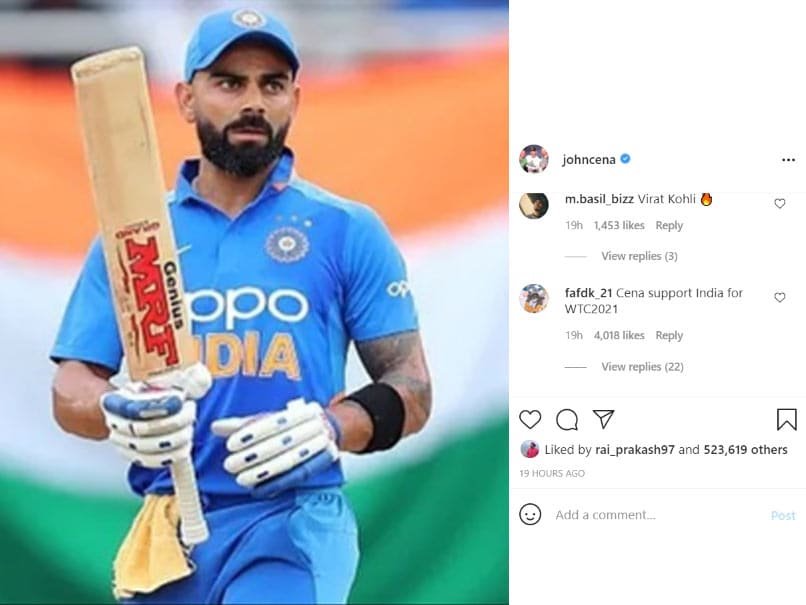 GRAND
MRF
Genius
oppo
INDIA
opp
johncena
m.basil_bizz Virat Kohli 🔥
19h 1,453 likes Reply
View replies (3)
fafdk_21 Cena support India for
WTC2021
19h 4,018 likes Reply
View replies (22)
Liked by rai_prakash97 and 523,619 others
19 HOURS AGO
Add a comment... Post